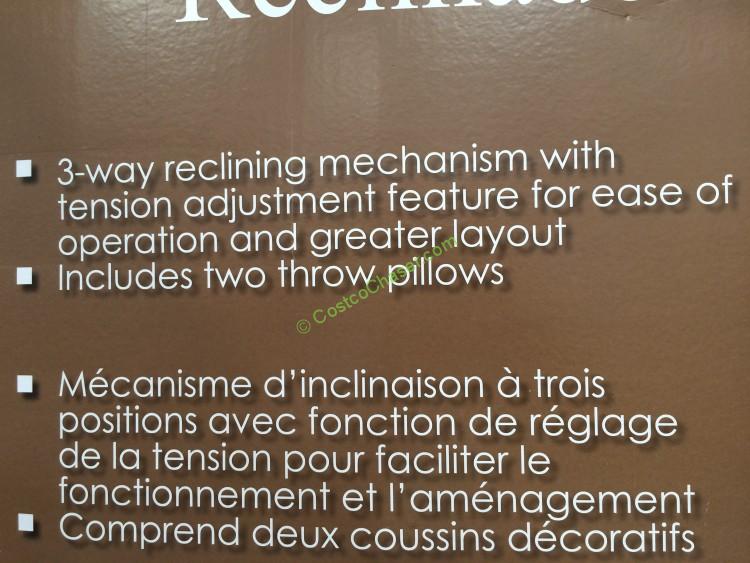 3-way reclining mechanism with
tension adjustment feature for ease of
operation and greater layout
Includes two throw pillows
© CostcoChaser.com
Mécanisme d'inclinaison à trois
positions avec fonction de réglage
de la tension pour faciliter le
fonctionnement et l'aménagement
Comprend deux coussins décoratifs